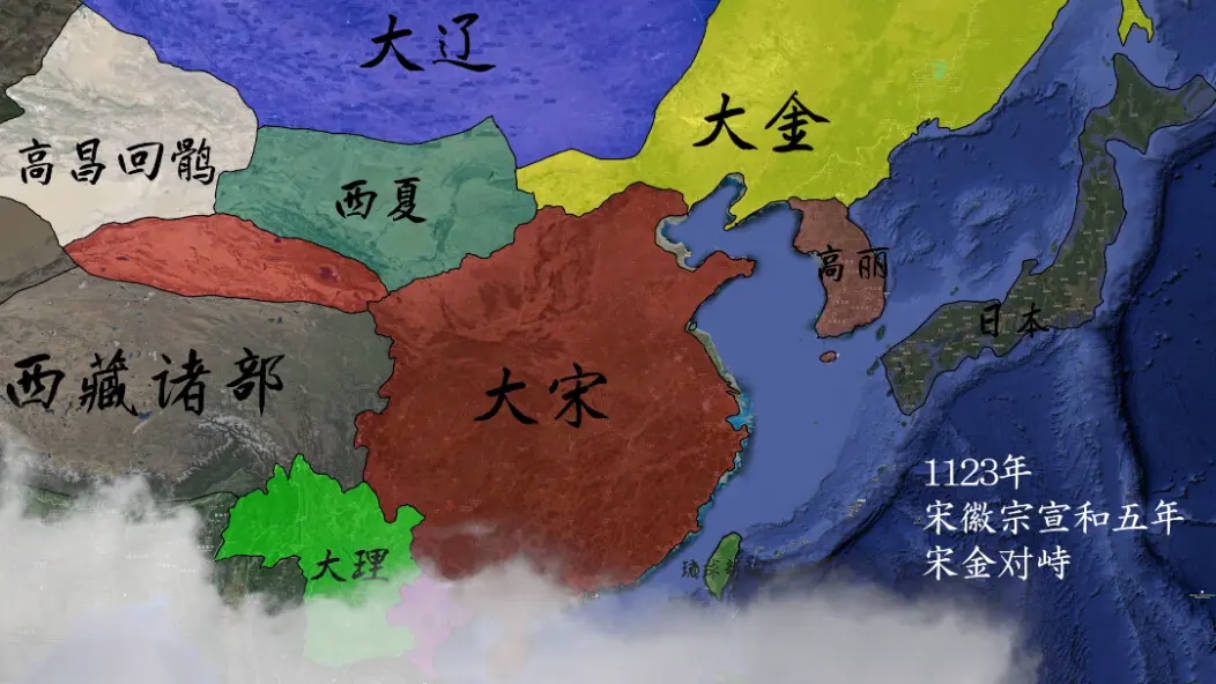 大辽
大金
高昌回鹘
西夏
高丽
日本
西藏诸部
大宋
1123年
宋徽宗宣和五年
宋金对峙
大理